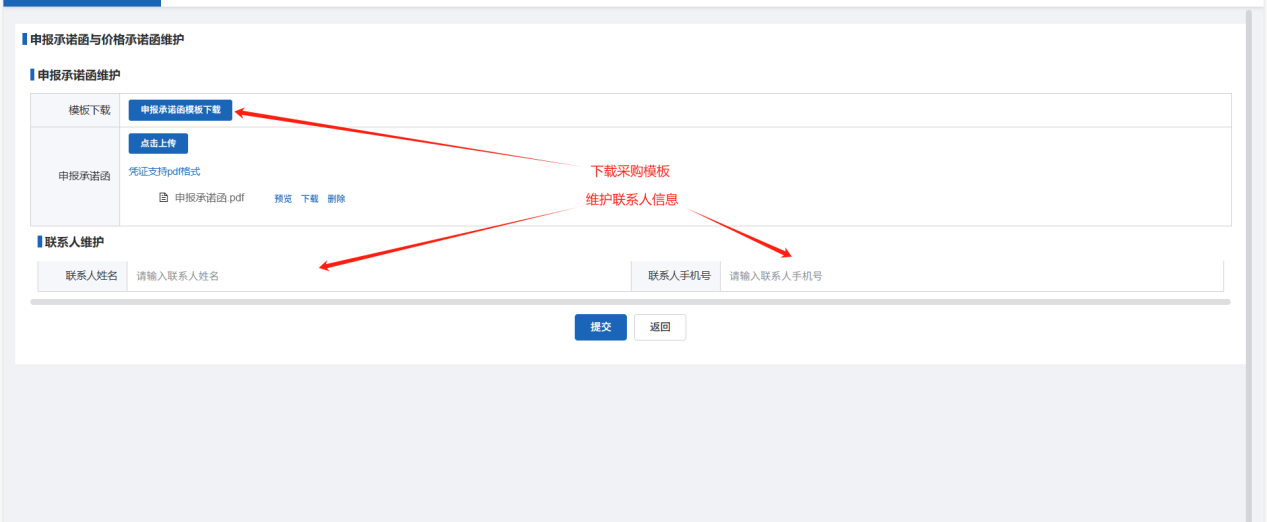 申报承诺函与价格承诺函维护
申报承诺函维护
模板下载 申报承诺函模板下载
点击上传
下载采购模板
申报承诺函 凭证支持pdf格式
申报承诺函.pdf 预览 下载 删除
维护联系人信息
联系人维护
联系人姓名 请输入联系人姓名 联系人手机号 请输入联系人手机号
提交 返回